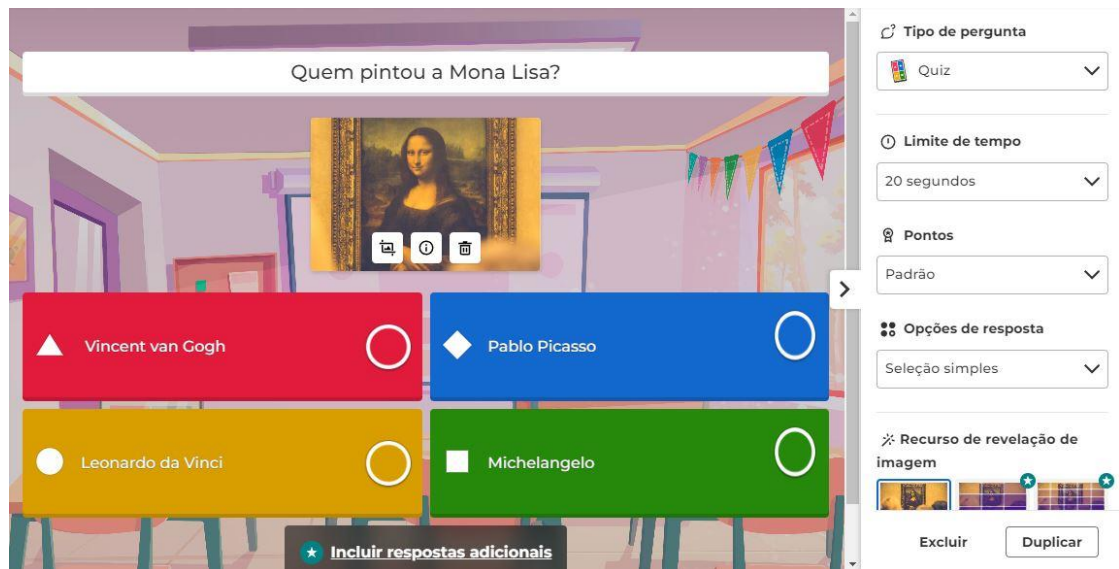 Quem pintou a Mona Lisa?
Vincent van Gogh
Pablo Picasso
Leonardo da Vinci
Michelangelo
Incluir respostas adicionais
Tipo de pergunta
Quiz
Limite de tempo
20 segundos
Pontos
Padrão
Opções de resposta
Seleção simples
Recurso de revelação de
imagem
Excluir
Duplicar